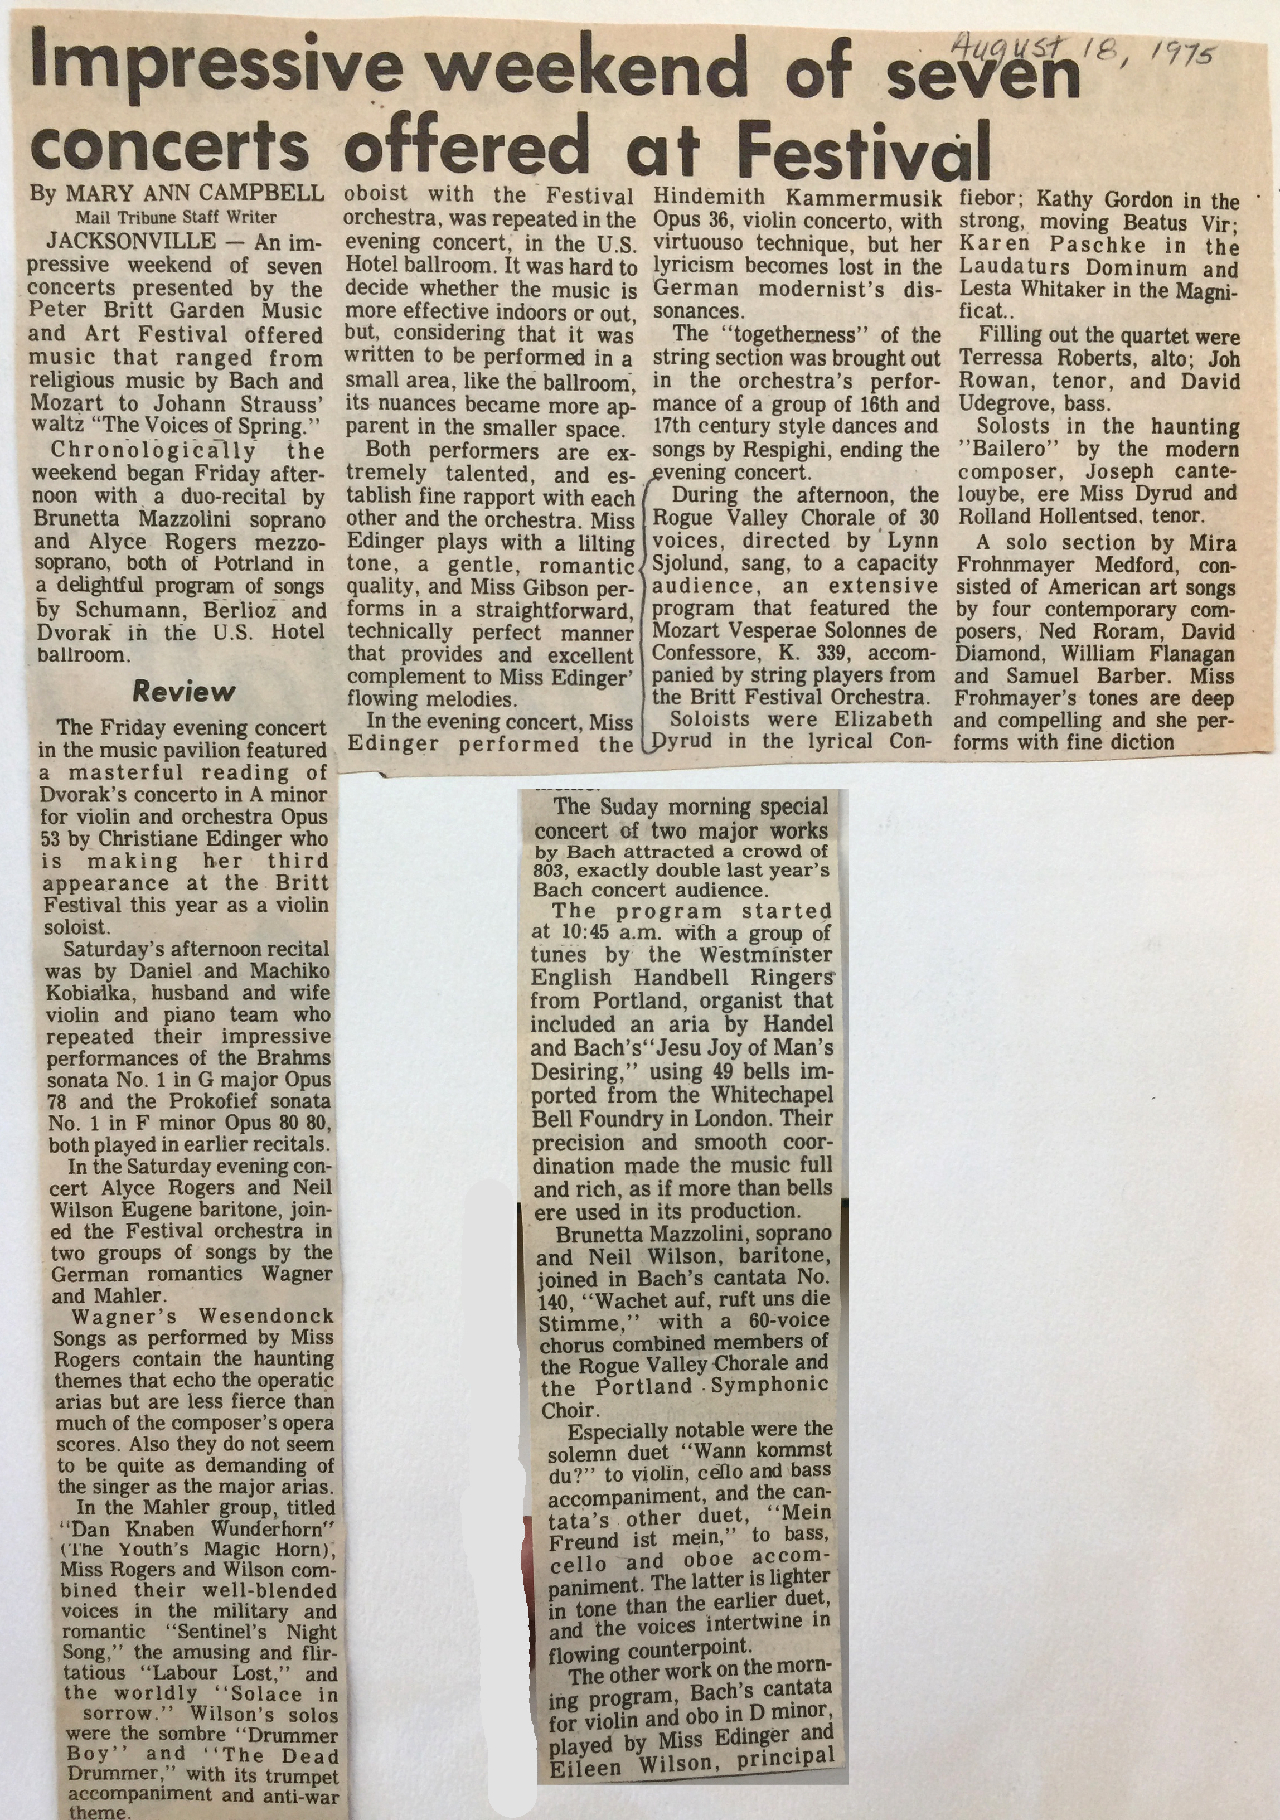 August 18, 1975
Impressive weekend of seven
concerts offered at Festival
By MARY ANN CAMPBELL
Mail Tribune Staff Writer
JACKSONVILLE — An im-
pressive weekend of seven
concerts presented by the
Peter Britt Garden Music
and Art Festival offered
music that ranged from
religious music by Bach and
Mozart to Johann Strauss'
waltz "The Voices of Spring."
Chronologically the
weekend began Friday after-
noon with a duo-recital by
Brunetta Mazzolini soprano
and Alyce Rogers mezzo-
soprano, both of Potrland in
a delightful program of songs
by Schumann, Berlioz and
Dvorak in the U.S. Hotel
ballroom.
Review
The Friday evening concert
in the music pavilion featured
a masterful reading of
Dvorak's concerto in A minor
for violin and orchestra Opus
53 by Christiane Edinger who
is making her third
appearance at the Britt
Festival this year as a violin
soloist.
Saturday's afternoon recital
was by Daniel and Machiko
Kobialka, husband and wife
violin and piano team who
repeated their impressive
performances of the Brahms
sonata No. 1 in G major Opus
78 and the Prokofief sonata
No. 1 in F minor Opus 80 80,
both played in earlier recitals.
In the Saturday evening con-
cert Alyce Rogers and Neil
Wilson Eugene baritone, join-
ed the Festival orchestra in
two groups of songs by the
German romantics Wagner
and Mahler.
Wagner's Wesendonck
Songs as performed by Miss
Rogers contain the haunting
themes that echo the operatic
arias but are less fierce than
much of the composer's opera
scores. Also they do not seem
to be quite as demanding of
the singer as the major arias.
In the Mahler group, titled
"Dan Knaben Wunderhorn"
(The Youth's Magic Horn),
Miss Rogers and Wilson com-
bined their well-blended
voices in the military and
romantic "Sentinel's Night
Song," the amusing and flir-
tatious "Labour Lost," and
the worldly "Solace in
sorrow." Wilson's solos
were the sombre "Drummer
Boy" and "The Dead
Drummer," with its trumpet
accompaniment and anti-war
theme.
The Suday morning special
concert of two major works
by Bach attracted a crowd of
803, exactly double last year's
Bach concert audience.
The program started
at 10:45 a.m. with a group of
tunes by the Westminster
English Handbell Ringers
from Portland, organist that
included an aria by Handel
and Bach's"Jesu Joy of Man's
Desiring," using 49 bells im-
ported from the Whitechapel
Bell Foundry in London. Their
precision and smooth coor-
dination made the music full
and rich, as if more than bells
ere used in its production.
Brunetta Mazzolini, soprano
and Neil Wilson, baritone,
joined in Bach's cantata No.
140, "Wachet auf, ruft uns die
Stimme," with a 60-voice
chorus combined members of
the Rogue Valley Chorale and
the Portland Symphonic
Choir.
Especially notable were the
solemn duet "Wann kommst
du?" to violin, cello and bass
accompaniment, and the can-
tata's other duet, "Mein
Freund ist mein," to bass,
cello and oboe accom-
paniment. The latter is lighter
in tone than the earlier duet,
and the voices intertwine in
flowing counterpoint.
The other work on the morn-
ing program, Bach's cantata
for violin and obo in D minor,
played by Miss Edinger and
Eileen Wilson, principal
oboist with the Festival
orchestra, was repeated in the
evening concert, in the U.S.
Hotel ballroom. It was hard to
decide whether the music is
more effective indoors or out,
but, considering that it was
written to be performed in a
small area, like the ballroom,
its nuances became more ap-
parent in the smaller space.
Both performers are ex-
tremely talented, and es-
tablish fine rapport with each
other and the orchestra. Miss
Edinger plays with a lilting
tone, a gentle, romantic
quality, and Miss Gibson per-
forms in a straightforward,
technically perfect manner
that provides and excellent
complement to Miss Edinger'
flowing melodies.
In the evening concert, Miss
Edinger performed the
Hindemith Kammermusik
Opus 36, violin concerto, with
virtuouso technique, but her
lyricism becomes lost in the
German modernist's dis-
sonances.
The "togetherness" of the
string section was brought out
in the orchestra's perfor-
mance of a group of 16th and
17th century style dances and
songs by Respighi, ending the
evening concert.
During the afternoon, the
Rogue Valley Chorale of 30
voices, directed by Lynn
Sjolund, sang, to a capacity
audience, an extensive
program that featured the
Mozart Vesperae Solonnes de
Confessore, K. 339, accom-
panied by string players from
the Britt Festival Orchestra.
Soloists were Elizabeth
Dyrud in the lyrical Con-
fiebor; Kathy Gordon in the
strong, moving Beatus Vir;
Karen Paschke in the
Laudaturs Dominum and
Lesta Whitaker in the Magni-
ficat..
Filling out the quartet were
Terressa Roberts, alto; Joh
Rowan, tenor, and David
Udegrove, bass.
Solosts in the haunting
"Bailero" by the modern
composer, Joseph cante-
louybe, ere Miss Dyrud and
Rolland Hollentsed, tenor.
A solo section by Mira
Frohnmayer Medford, con-
sisted of American art songs
by four contemporary com-
posers, Ned Roram, David
Diamond, William Flanagan
and Samuel Barber. Miss
Frohmayer's tones are deep
and compelling and she per-
forms with fine diction